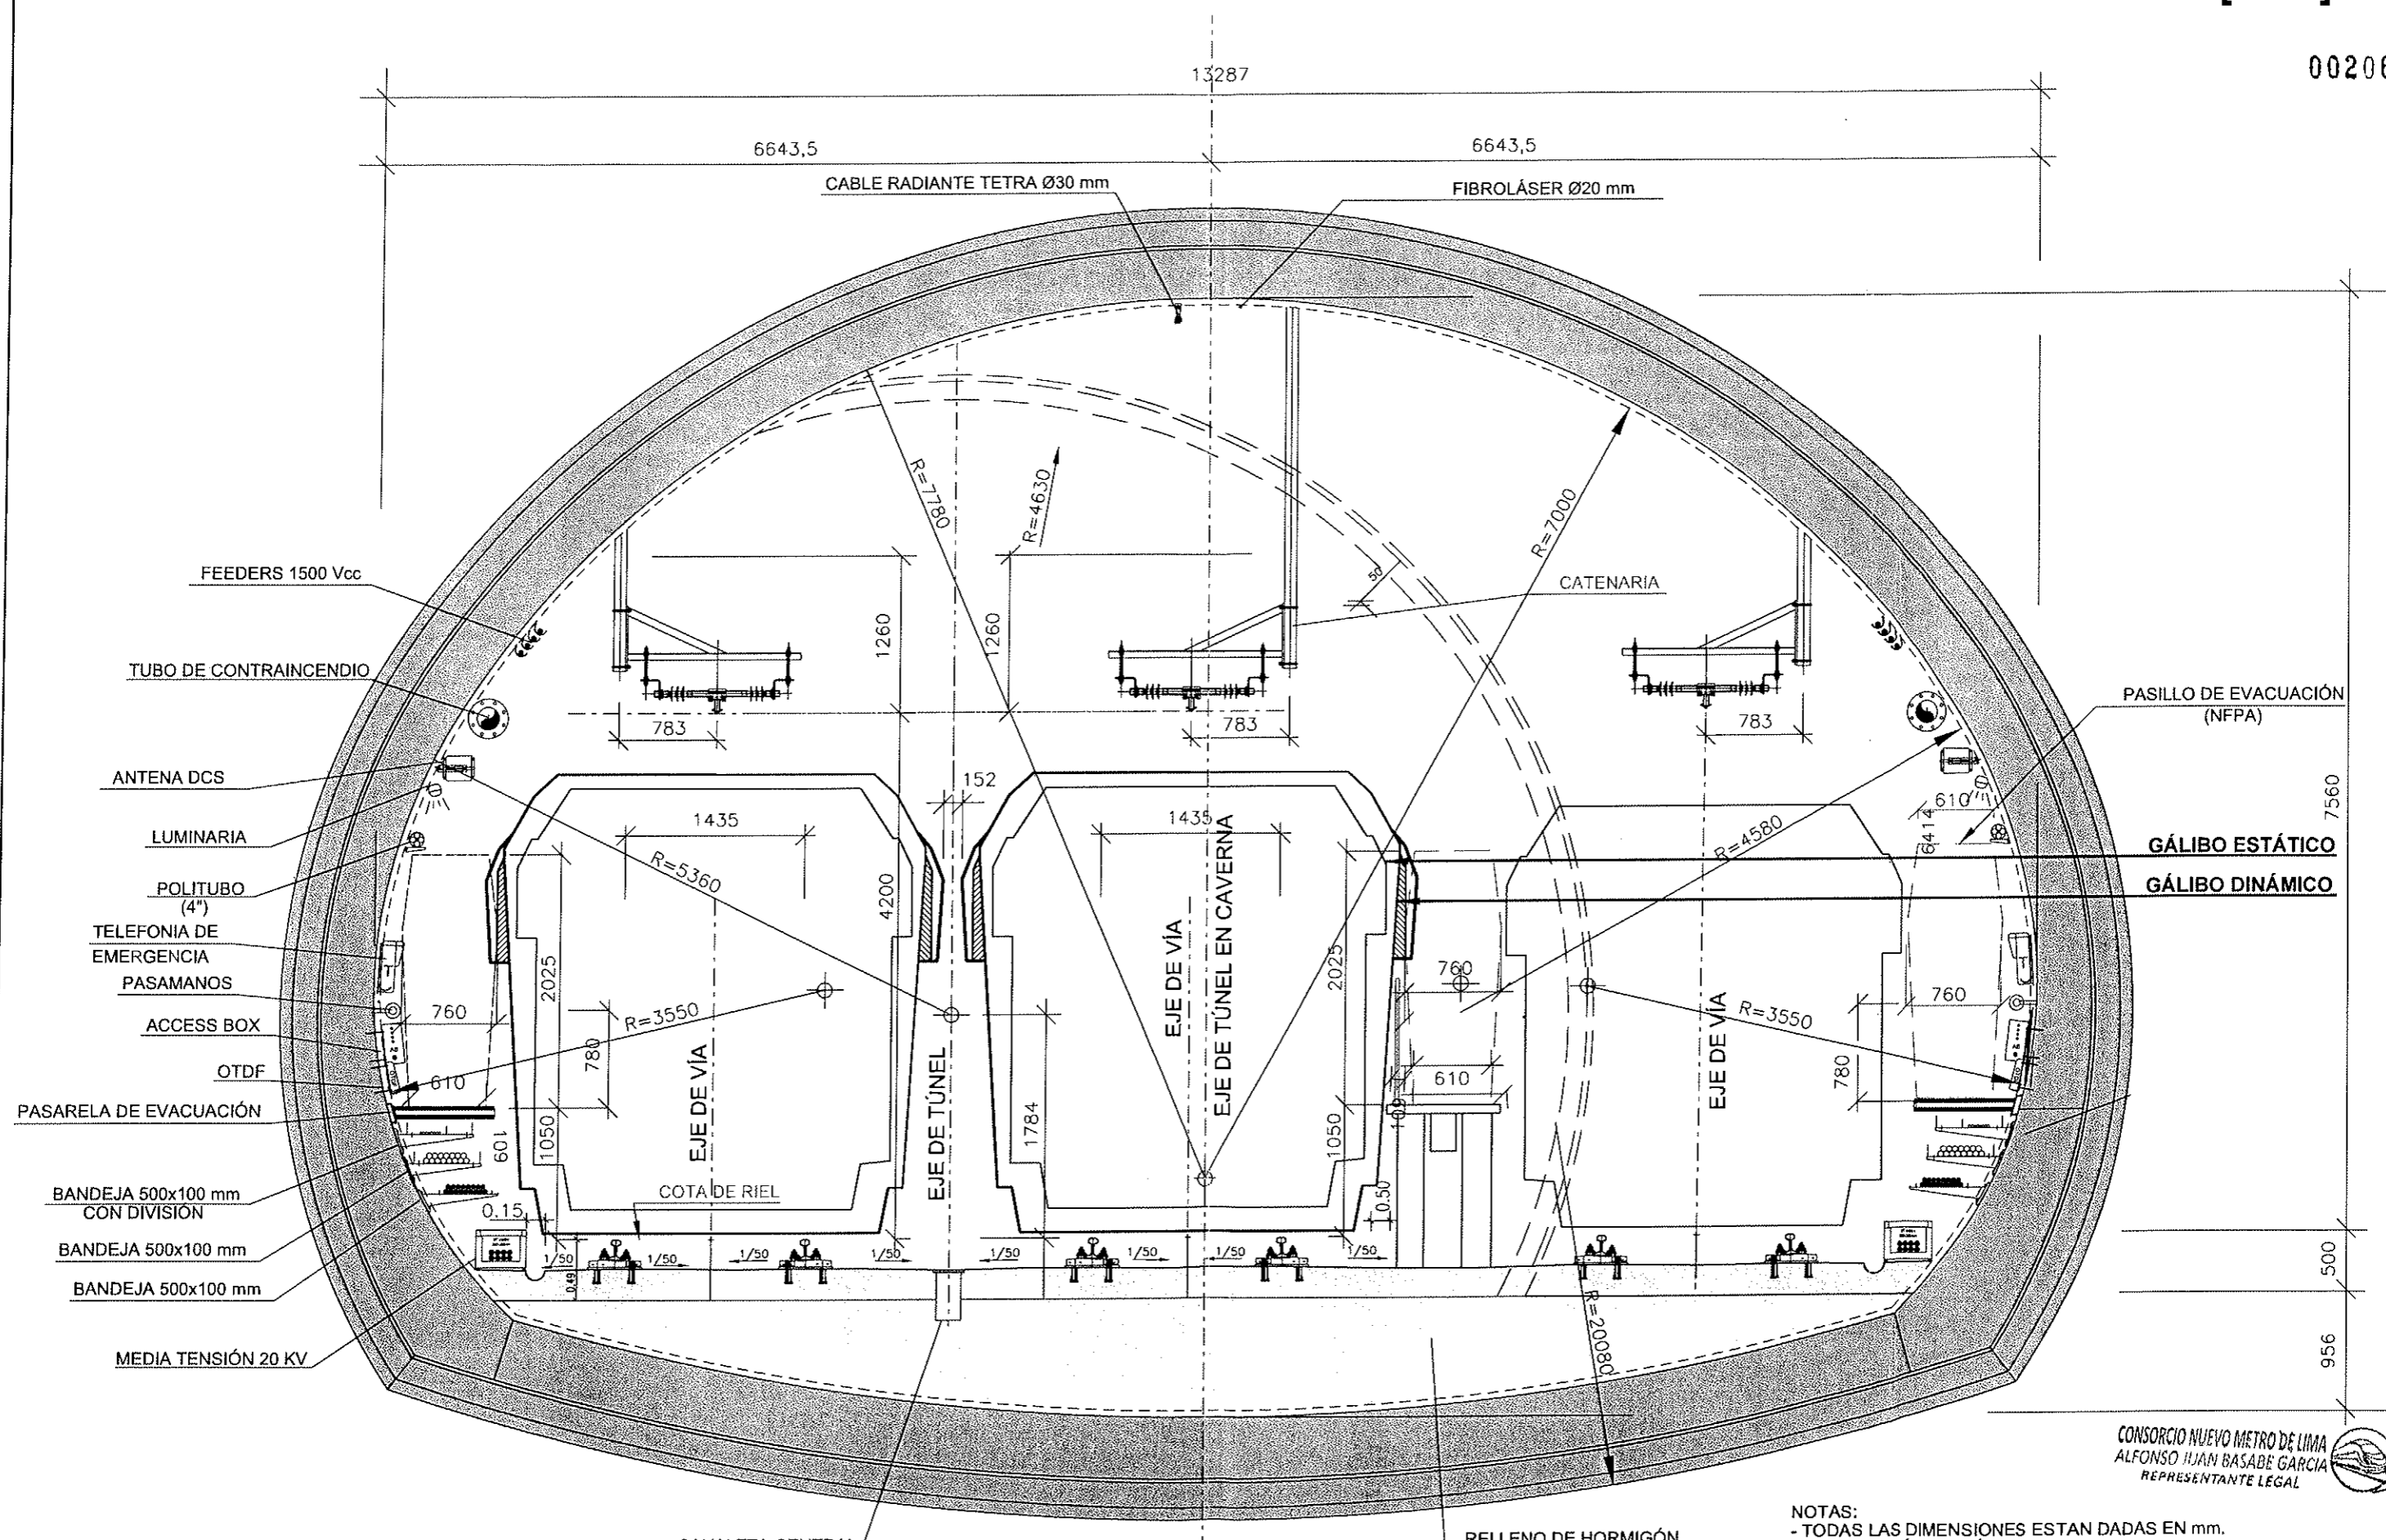 00206
13287
6643,5
6643,5
CABLE RADIANTE TETRA Ø30 mm
FIBROLÁSER Ø20 mm
R=7780
R=4630
R=7000
50
CATENARIA
FEEDERS 1500 Vcc
1260
1260
TUBO DE CONTRAINCENDIO
783
783
783
PASILLO DE EVACUACIÓN
(NFPA)
ANTENA DCS
152
7560
LUMINARIA
1435
1435
610
6414
R=5360
R=4580
GÁLIBO ESTÁTICO
GÁLIBO DINÁMICO
POLITUBO
(4")
4200
TELEFONIA DE
EMERGENCIA
PASAMANOS
2025
2025
760
760
760
ACCESS BOX
R=3550
R=3550
780
780
OTDF
610
610
PASARELA DE EVACUACIÓN
EJE DE VÍA
EJE DE TÚNEL
EJE DE VÍA
EJE DE TÚNEL EN CAVERNA
EJE DE VÍA
1050
1784
1050
109
109
BANDEJA 500x100 mm
CON DIVISIÓN
COTA DE RIEL
0.15
0.50
BANDEJA 500x100 mm
1/50
1/50
1/50
1/50
1/50
1/50
1/50
1/50
0.49
500
BANDEJA 500x100 mm
R=20080
MEDIA TENSIÓN 20 KV
956
CONSORCIO NUEVO METRO DE LIMA
ALFONSO JUAN BASABE GARCIA
REPRESENTANTE LEGAL
RELLENO DE HORMIGÓN
NOTAS:
- TODAS LAS DIMENSIONES ESTAN DADAS EN mm.